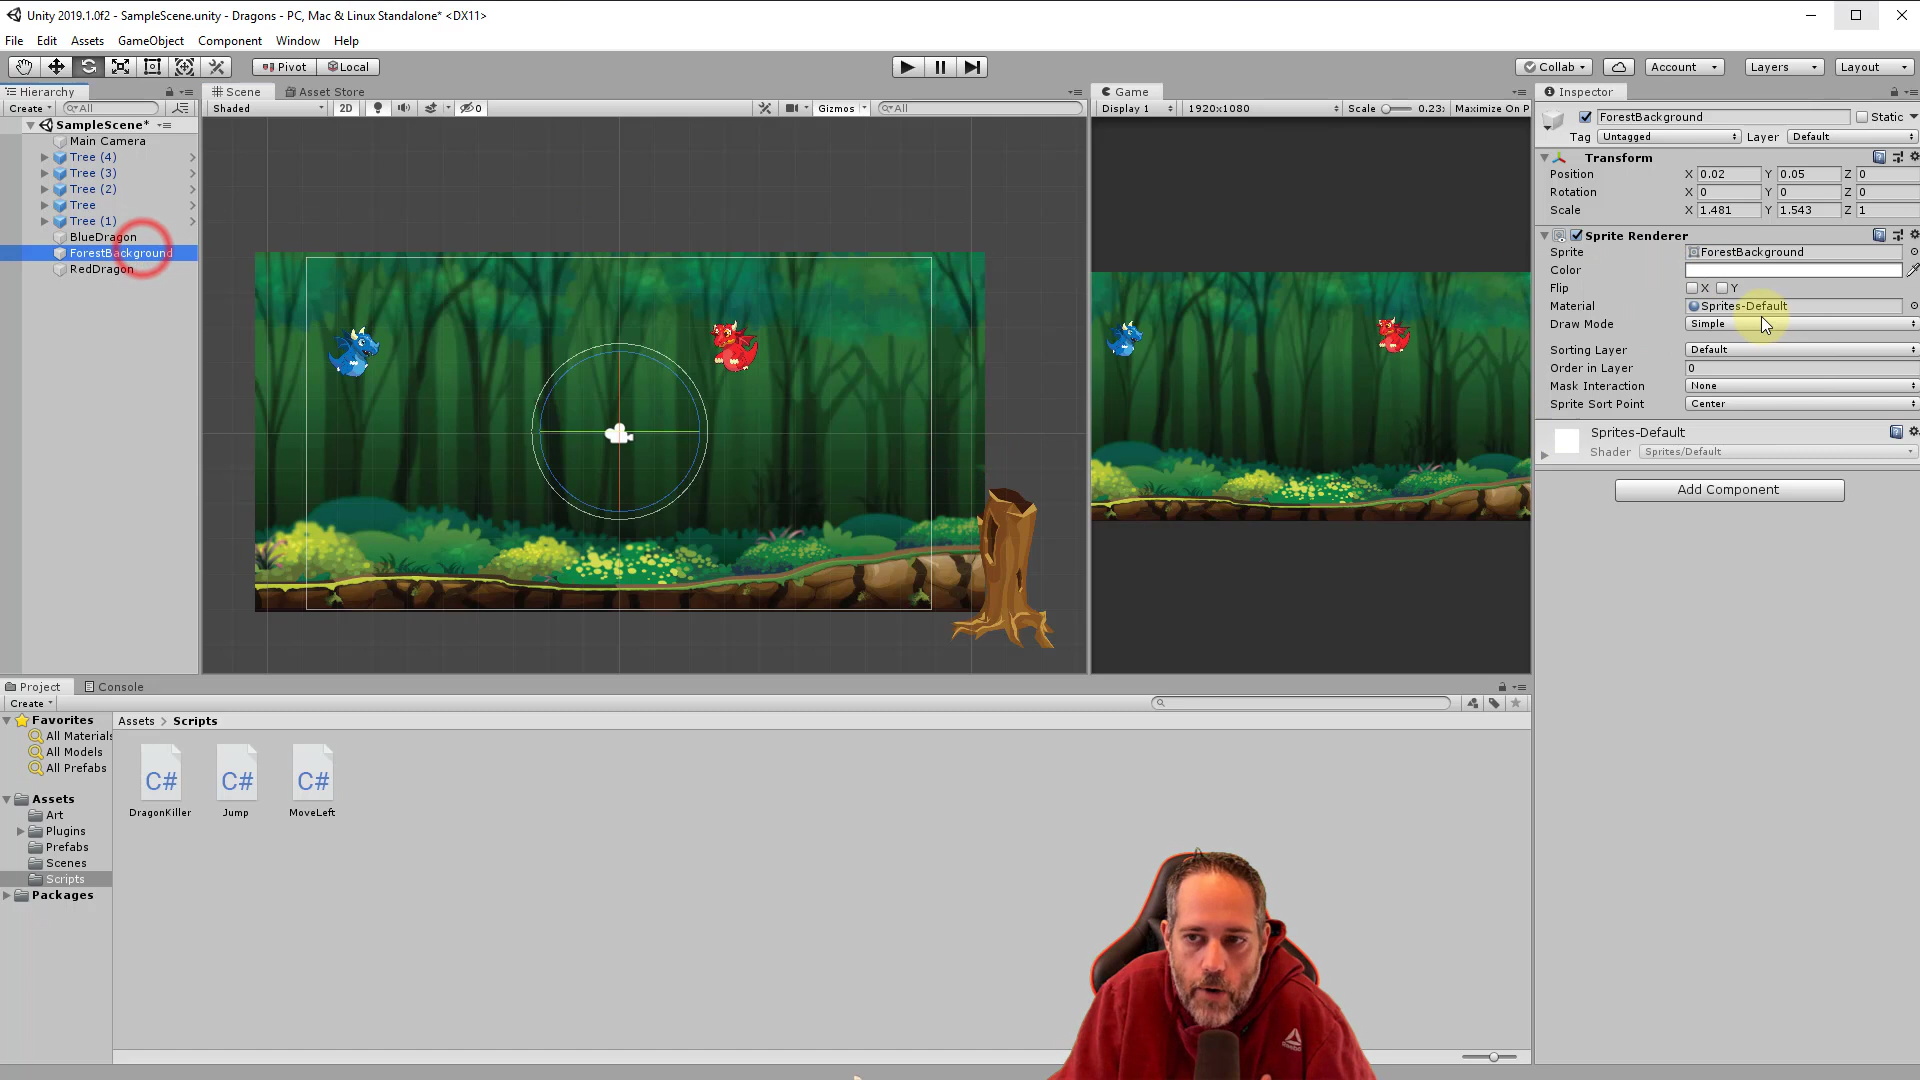 Unity 2019.1.0f2 - SampleScene.unity - Dragons - PC, Mac & Linux Standalone* <DX11>
File Edit Assets GameObject Component Window Help
Pivot Local Collab Account Layers Layout
Hierarchy
Create All
SampleScene*
Main Camera
Tree (4)
Tree (3)
Tree (2)
Tree
Tree (1)
BlueDragon
ForestBackground
RedDragon
Scene Asset Store
Shaded 2D 0 Gizmos All
Game
Display 1 1920x1080 Scale 0.23 Maximize On P
Inspector
ForestBackground Static
Tag Untagged Layer Default
Transform
Position X 0.02 Y 0.05 Z 0
Rotation X 0 Y 0 Z 0
Scale X 1.481 Y 1.543 Z 1
Sprite Renderer
Sprite ForestBackground
Color
Flip X Y
Material Sprites-Default
Draw Mode Simple
Sorting Layer Default
Order in Layer 0
Mask Interaction None
Sprite Sort Point Center
Sprites-Default
Shader Sprites/Default
Add Component
Project Console
Create
Favorites
All Materials
All Models
All Prefabs
Assets
Art
Plugins
Prefabs
Scenes
Scripts
Packages
Assets > Scripts
C# C# C#
DragonKiller Jump MoveLeft
Reebok